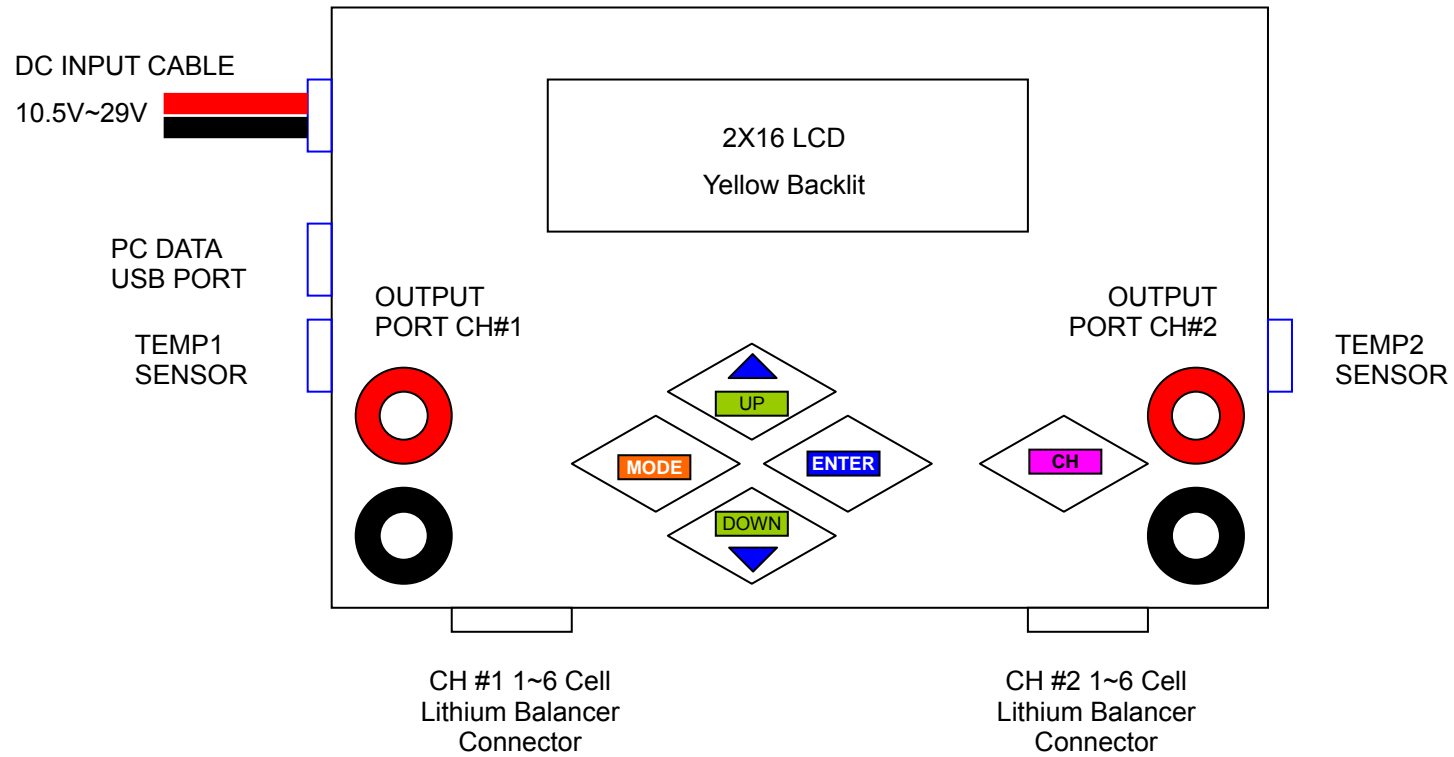 DC INPUT CABLE
10.5V~29V
2X16 LCD
Yellow Backlit
PC DATA
USB PORT
TEMP1
SENSOR
OUTPUT
PORT CH#1
OUTPUT
PORT CH#2
TEMP2
SENSOR
UP
MODE
ENTER
CH
DOWN
CH #1 1~6 Cell
Lithium Balancer
Connector
CH #2 1~6 Cell
Lithium Balancer
Connector